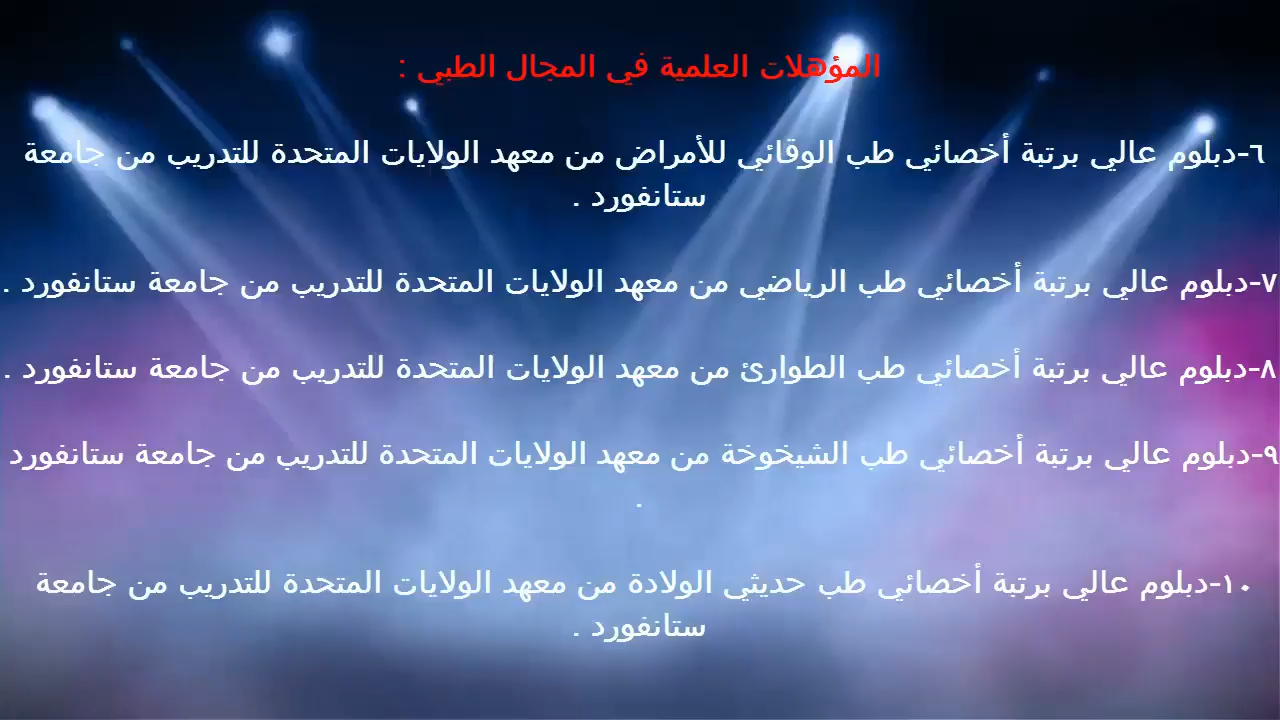 المؤهلات العلمية في المجال الطبي :
٦-دبلوم عالي برتبة أخصائي طب الوقائي للأمراض من معهد الولايات المتحدة للتدريب من جامعة
ستانفورد .
٧-دبلوم عالي برتبة أخصائي طب الرياضي من معهد الولايات المتحدة للتدريب من جامعة ستانفورد .
٨-دبلوم عالي برتبة أخصائي طب الطوارئ من معهد الولايات المتحدة للتدريب من جامعة ستانفورد .
٩-دبلوم عالي برتبة أخصائي طب الشيخوخة من معهد الولايات المتحدة للتدريب من جامعة ستانفورد
.
١٠-دبلوم عالي برتبة أخصائي طب حديثي الولادة من معهد الولايات المتحدة للتدريب من جامعة
ستانفورد .